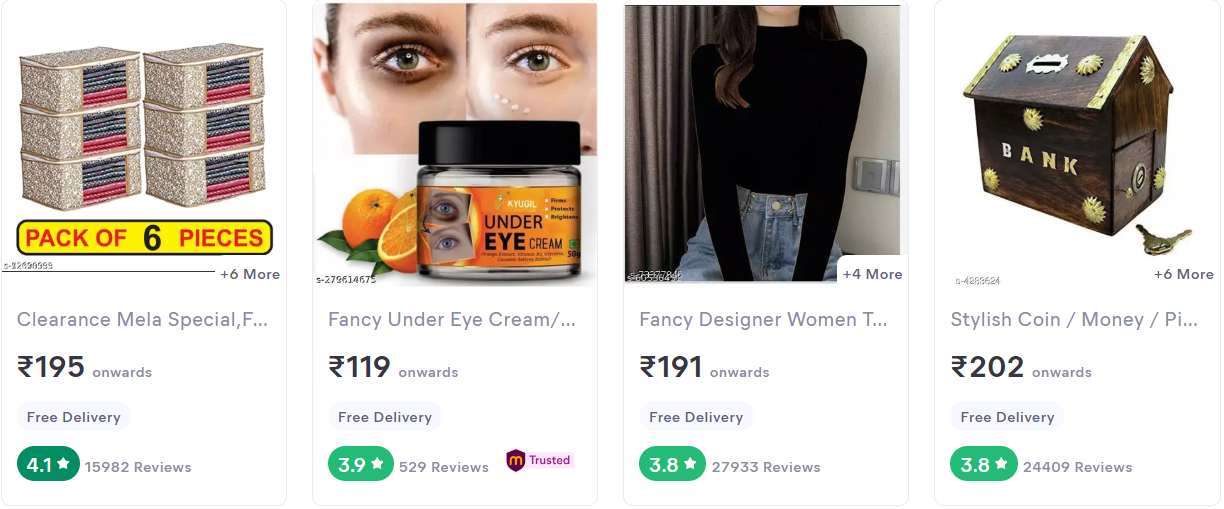 PACK OF 6 PIECES
+6 More
Clearance Mela Special,F...
₹195 onwards
Free Delivery
4.1 ★ 15982 Reviews
KYUGIL
Firms
Protects
Brightens
UNDER
EYE CREAM
50g
s-279614675
Fancy Under Eye Cream/...
₹119 onwards
Free Delivery
3.9 ★ 529 Reviews
m Trusted
+4 More
Fancy Designer Women T...
₹191 onwards
Free Delivery
3.8 ★ 27933 Reviews
BANK
s-4283624
+6 More
Stylish Coin / Money / Pi...
₹202 onwards
Free Delivery
3.8 ★ 24409 Reviews